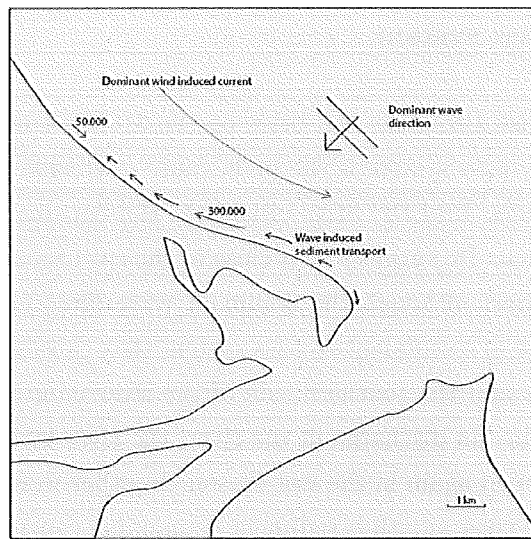 Dominant wind induced current
Dominant wave
direction
50.000
300.000
Wave induced
sediment transport
1 km